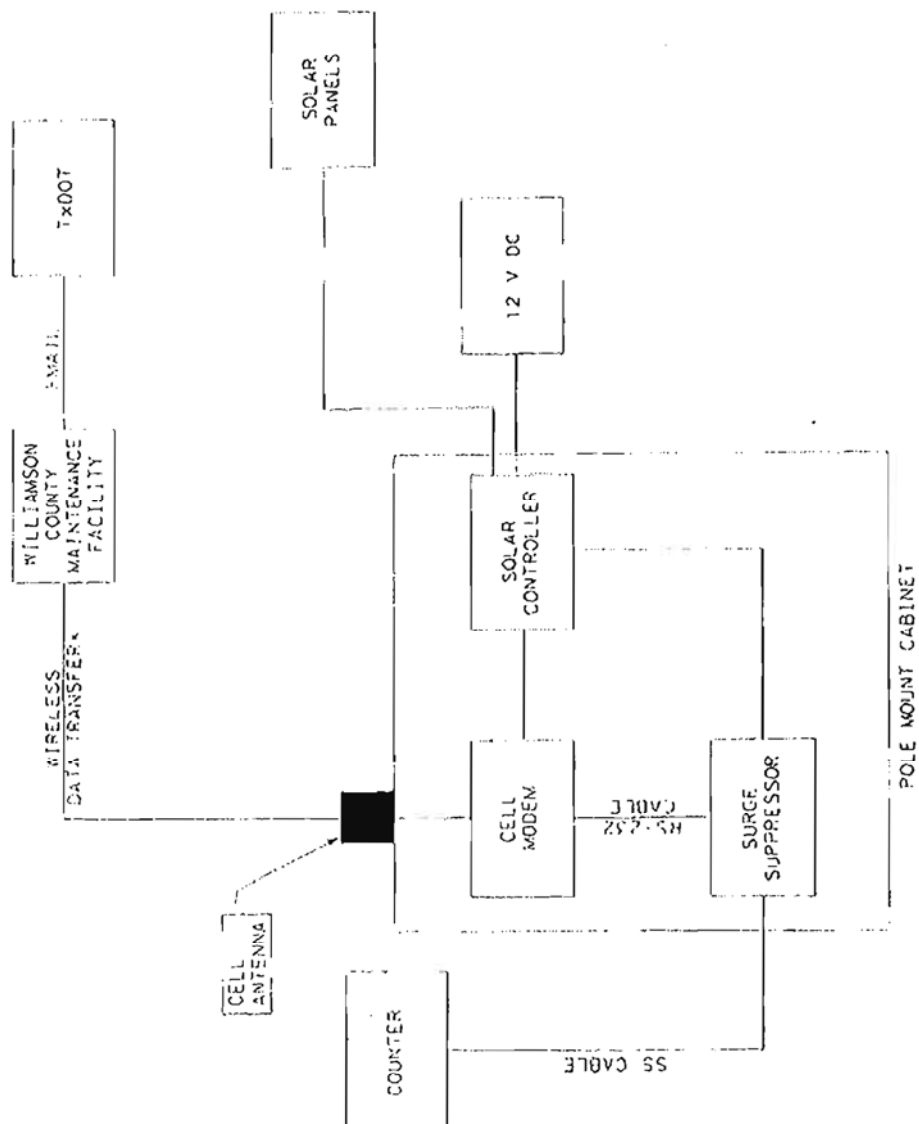 WIRELESS
DATA TRANSFER*
WILLIAMSON
COUNTY
MAINTENANCE
FACILITY
EMAIL
TxDOT
CELL
ANTENNA
SOLAR
PANELS
COUNTER
CELL
MODEM
SOLAR
CONTROLLER
12 V DC
RS-232
CABLE
SURGE
SUPPRESSOR
SS CABLE
POLE MOUNT CABINET